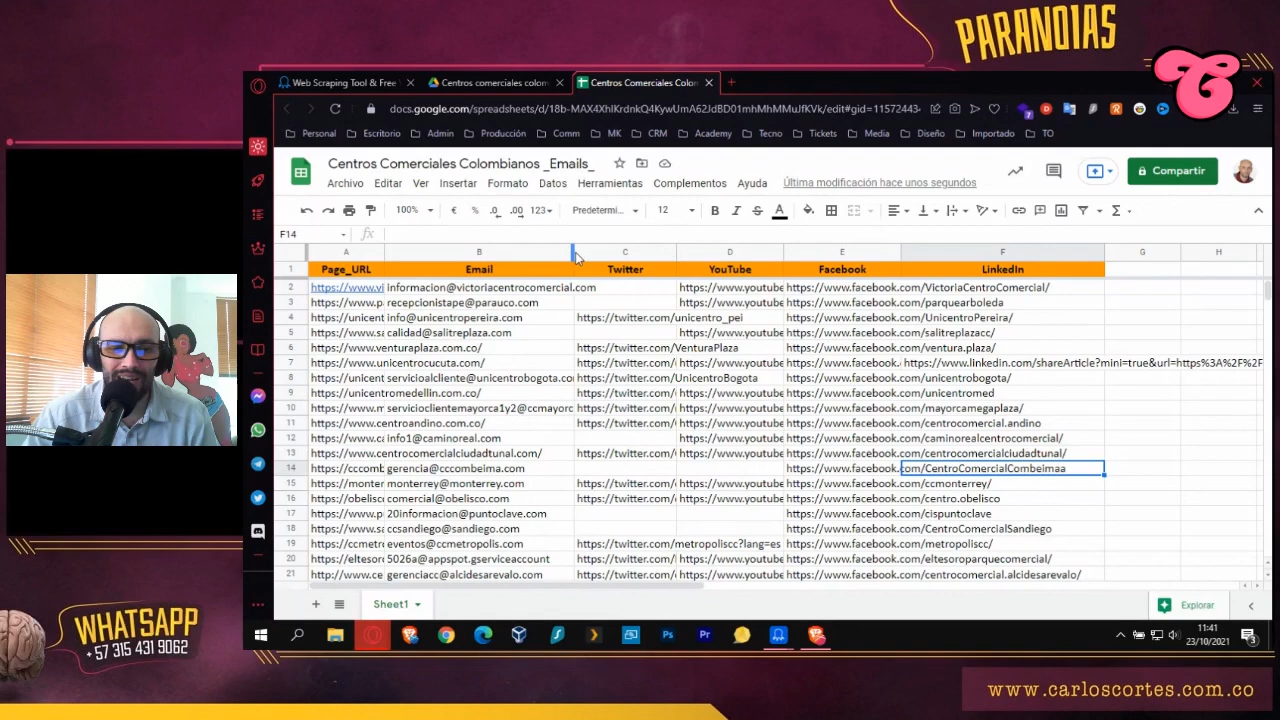 PARANOIAS
Web Scraping Tool & Free
Centros comerciales colom
Centros Comerciales Colon
docs.google.com/spreadsheets/d/18b-MAX4XhlKrdnkQ4KywUmA62JdBD01mhMhMMuJfKVk/edit#gid=11572443
Personal Escritorio Admin Producción Comm MK CRM Academy Tecno Tickets Media Diseño Importado TO
Centros Comerciales Colombianos _Emails_
Compartir
Archivo Editar Ver Insertar Formato Datos Herramientas Complementos Ayuda Última modificación hace unos segundos
100% € % .0 .00 123 Predetermi... 12 B I S A Σ
F14 fx
A B C D E F G H
1 Page_URL Email Twitter YouTube Facebook LinkedIn
2 https://www.vi informacion@victoriacentrocomercial.com https://www.youtube https://www.facebook.com/VictoriaCentroComercial/
3 https://www.p recepcionistape@parauco.com https://www.youtube https://www.facebook.com/parquearboleda
4 https://unicent info@unicentropereira.com https://twitter.com/unicentro_pei https://www.facebook.com/UnicentroPereira/
5 https://www.sa calidad@salitreplaza.com https://www.youtube https://www.facebook.com/salitreplazacc/
6 https://www.venturaplaza.com.co/ https://twitter.com/VenturaPlaza https://www.facebook.com/ventura.plaza/
7 https://www.unicentrocucuta.com/ https://twitter.com/ https://www.youtube https://www.facebook. https://www.linkedin.com/shareArticle?mini=true&url=https%3A%2F%2F
8 https://unicent servicioalcliente@unicentrobogota.co https://twitter.com/UnicentroBogota https://www.facebook.com/unicentrobogota/
9 https://unicentromedellin.com.co/ https://twitter.com/ https://www.youtube https://www.facebook.com/unicentromed
10 https://www.m servicioclientemayorca1y2@ccmayorc https://twitter.com/ https://www.youtube https://www.facebook.com/mayorcamegaplaza/
11 https://www.centroandino.com.co/ https://twitter.com/ https://www.youtube https://www.facebook.com/centrocomercial.andino
12 https://www.ca info1@caminoreal.com https://www.youtube https://www.facebook.com/caminorealcentrocomercial/
13 https://www.centrocomercialciudadtunal.com/ https://twitter.com/ https://www.youtube https://www.facebook.com/centrocomercialciudadtunal/
14 https://cccomb gerencia@cccombeima.com https://www.facebook.com/CentroComercialCombeimaa
15 https://monter monterrey@monterrey.com https://twitter.com/ https://www.youtube https://www.facebook.com/ccmonterrey/
16 https://obelisc comercial@obelisco.com https://twitter.com/ https://www.youtube https://www.facebook.com/centro.obelisco
17 https://www.p 20informacion@puntoclave.com https://www.facebook.com/cispuntoclave
18 https://www.sa ccsandiego@sandiego.com https://www.facebook.com/CentroComercialSandiego
19 https://ccmetr eventos@ccmetropolis.com https://twitter.com/metropoliscc?lang=es https://www.facebook.com/metropoliscc/
20 https://eltesor 5026a@appspot.gserviceaccount https://twitter.com/ https://www.youtube https://www.facebook.com/eltesoroparquecomercial/
21 http://www.ce gerenciacc@alcidesarevalo.com https://twitter.com/ https://www.youtube https://www.facebook.com/centrocomercial.alcidesarevalo/
Sheet1
Explorar
11:41
23/10/2021
WHATSAPP
+ 57 315 431 9062
www.carloscortes.com.co